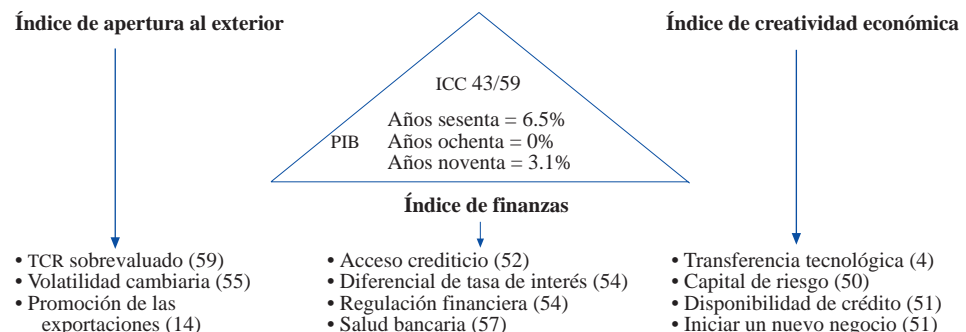 Índice de apertura al exterior
Índice de creatividad económica
ICC 43/59
PIB
Años sesenta = 6.5%
Años ochenta = 0%
Años noventa = 3.1%
Índice de finanzas
• TCR sobrevaluado (59)
• Volatilidad cambiaria (55)
• Promoción de las
exportaciones (14)
• Acceso crediticio (52)
• Diferencial de tasa de interés (54)
• Regulación financiera (54)
• Salud bancaria (57)
• Transferencia tecnológica (4)
• Capital de riesgo (50)
• Disponibilidad de crédito (51)
• Iniciar un nuevo negocio (51)